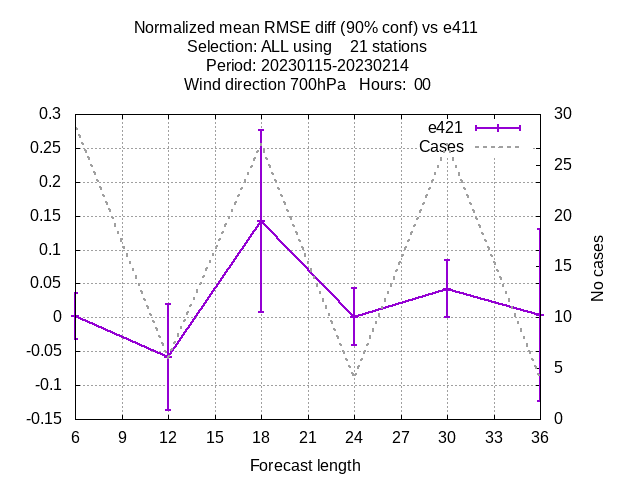 Normalized mean RMSE diff (90% conf) vs e411
Selection: ALL using    21 stations
Period: 20230115-20230214
Wind direction 700hPa   Hours:  00
e421
Cases
0.3
0.25
0.2
0.15
0.1
0.05
0
-0.05
-0.1
-0.15
30
25
20
15
10
5
0
No cases
6 9 12 15 18 21 24 27 30 33 36
Forecast length